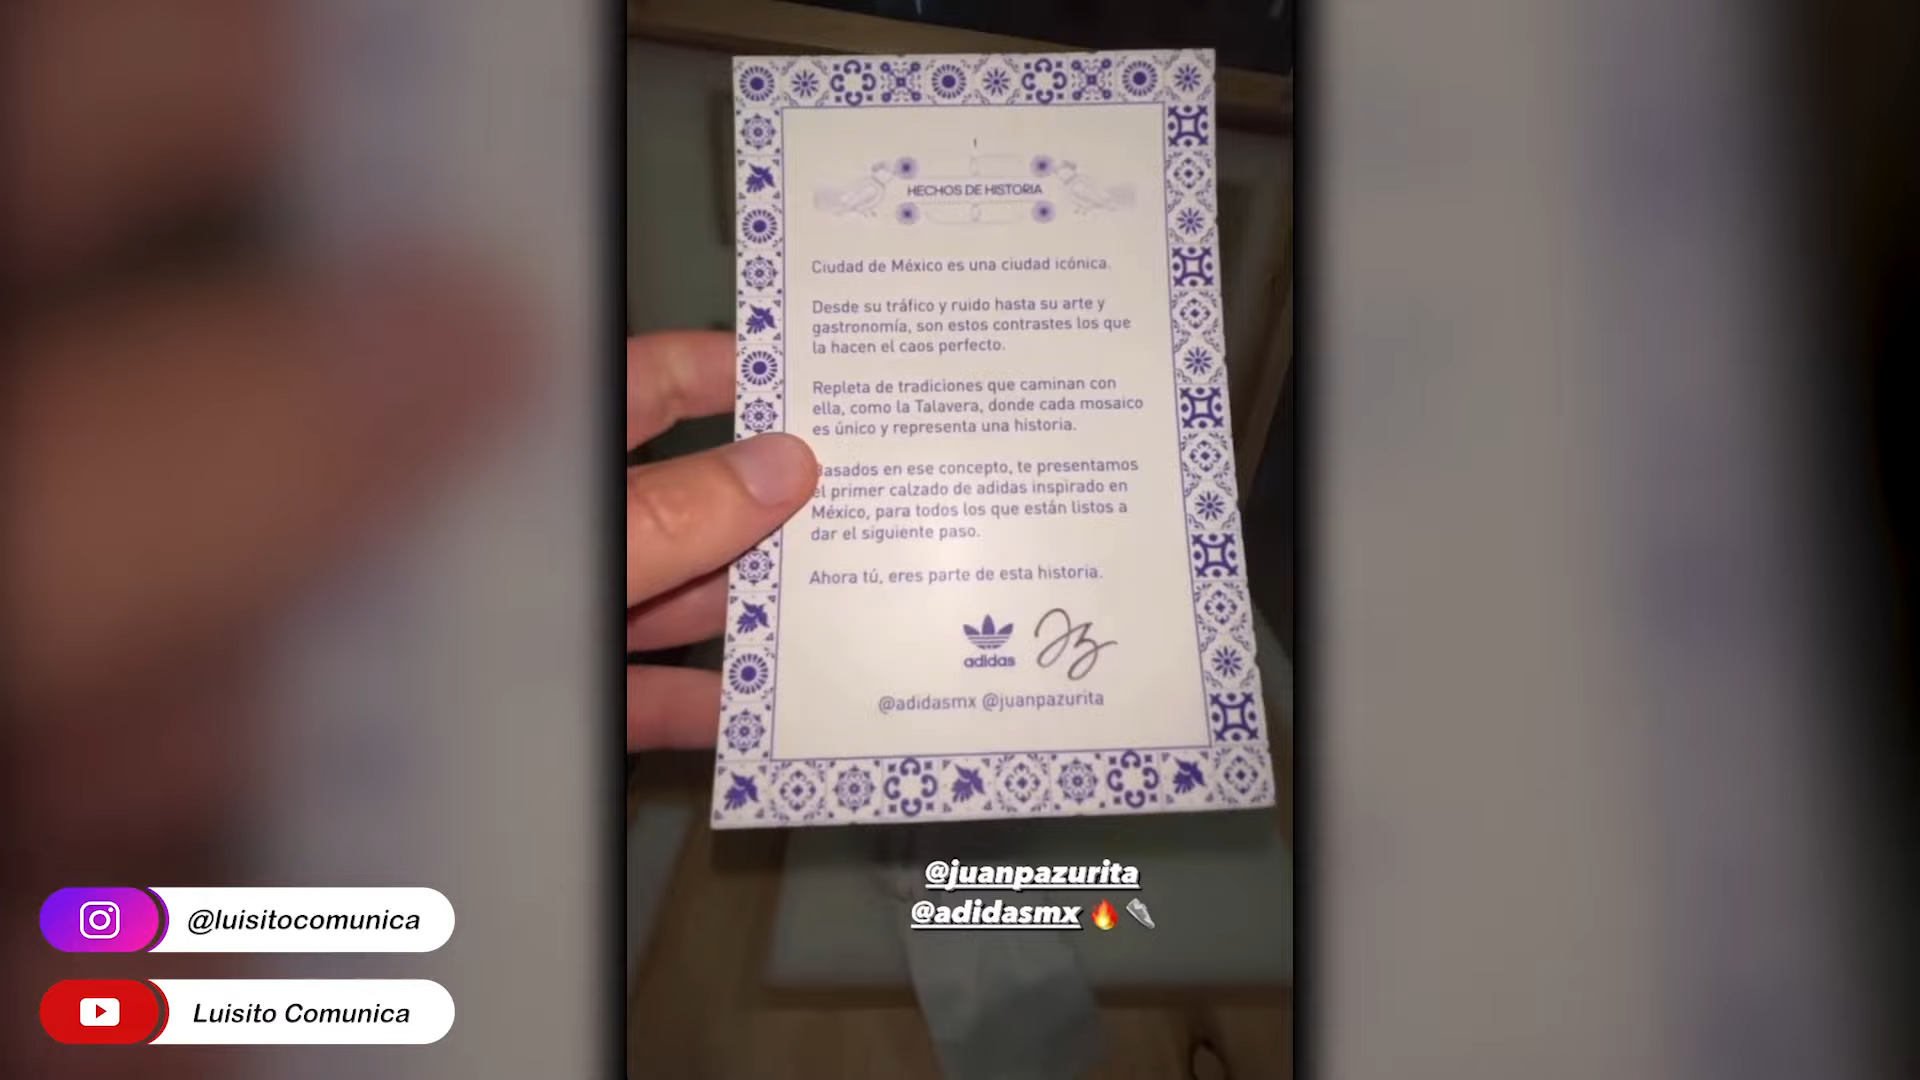 HECHOS DE HISTORIA
Ciudad de México es una ciudad icónica.
Desde su tráfico y ruido hasta su arte y
gastronomía, son estos contrastes los que
la hacen el caos perfecto.
Repleta de tradiciones que caminan con
ella, como la Talavera, donde cada mosaico
es único y representa una historia.
Basados en ese concepto, te presentamos
el primer calzado de adidas inspirado en
México, para todos los que están listos a
dar el siguiente paso.
Ahora tú, eres parte de esta historia.
adidas
@adidasmx @juanpazurita
@juanpazurita
@adidasmx 🔥👟
@luisitocomunica
Luisito Comunica